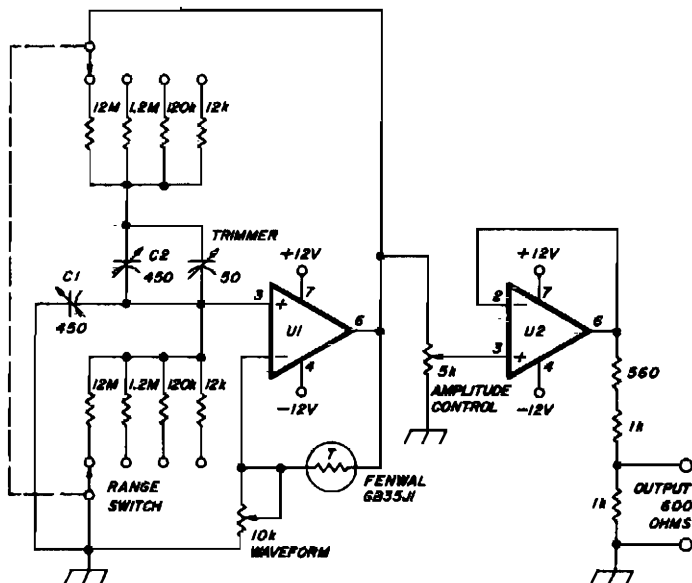 12M 1.2M 120k 12k
TRIMMER
C2
450
50
C1
450
+12V
7
3
+
U1
6
−
4
−12V
12M 1.2M 120k 12k
RANGE
SWITCH
T
FENWAL
GB35J1
10k
WAVEFORM
5k
AMPLITUDE
CONTROL
+12V
7
2
−
U2
6
3
+
4
−12V
560
1k
1k
OUTPUT
600
OHMS